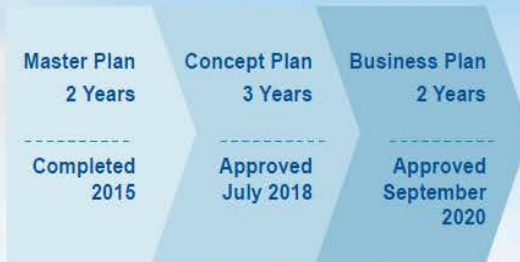 Master Plan
2 Years
Completed
2015
Concept Plan
3 Years
Approved
July 2018
Business Plan
2 Years
Approved
September
2020